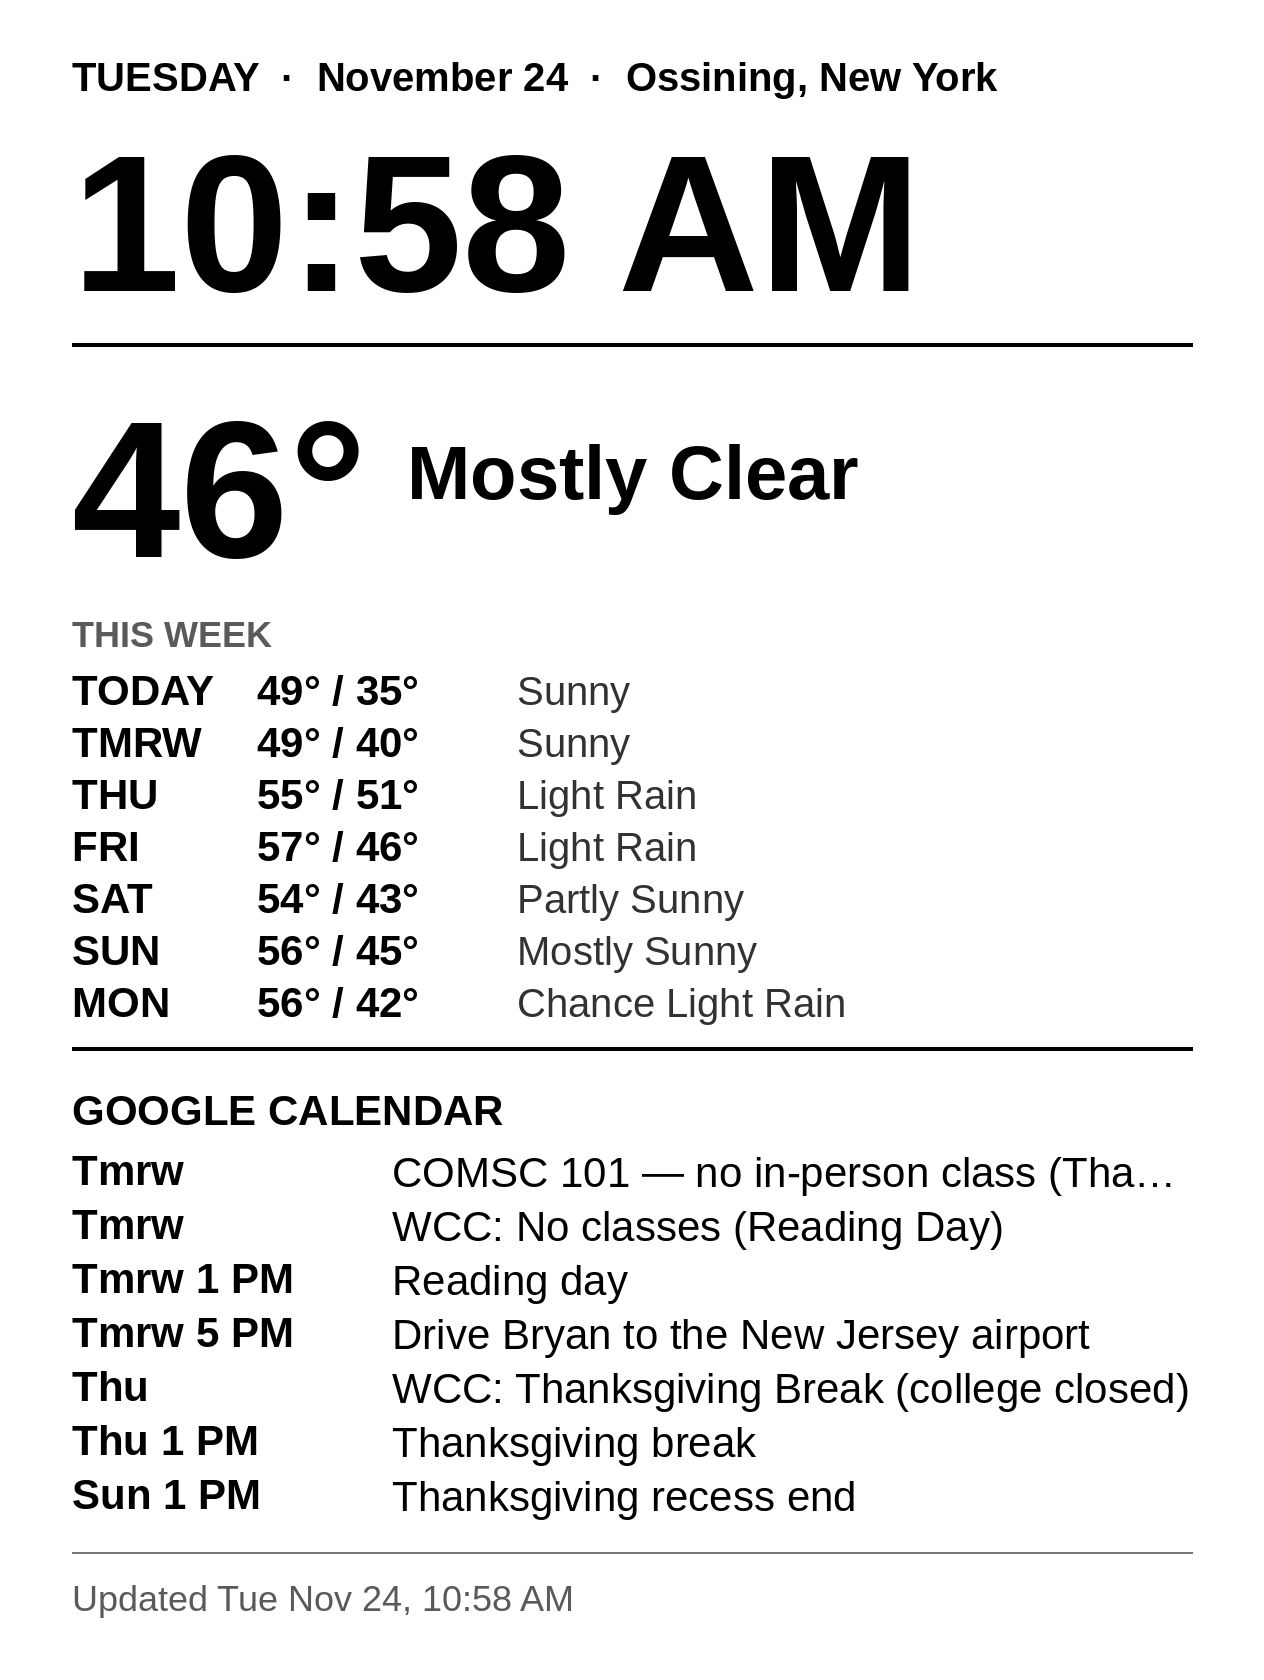 TUESDAY · November 24 · Ossining, New York
10:58 AM
46° Mostly Clear
THIS WEEK
TODAY 49° / 35° Sunny
TMRW 49° / 40° Sunny
THU 55° / 51° Light Rain
FRI 57° / 46° Light Rain
SAT 54° / 43° Partly Sunny
SUN 56° / 45° Mostly Sunny
MON 56° / 42° Chance Light Rain
GOOGLE CALENDAR
Tmrw COMSC 101 — no in-person class (Tha…
Tmrw WCC: No classes (Reading Day)
Tmrw 1 PM Reading day
Tmrw 5 PM Drive Bryan to the New Jersey airport
Thu WCC: Thanksgiving Break (college closed)
Thu 1 PM Thanksgiving break
Sun 1 PM Thanksgiving recess end
Updated Tue Nov 24, 10:58 AM